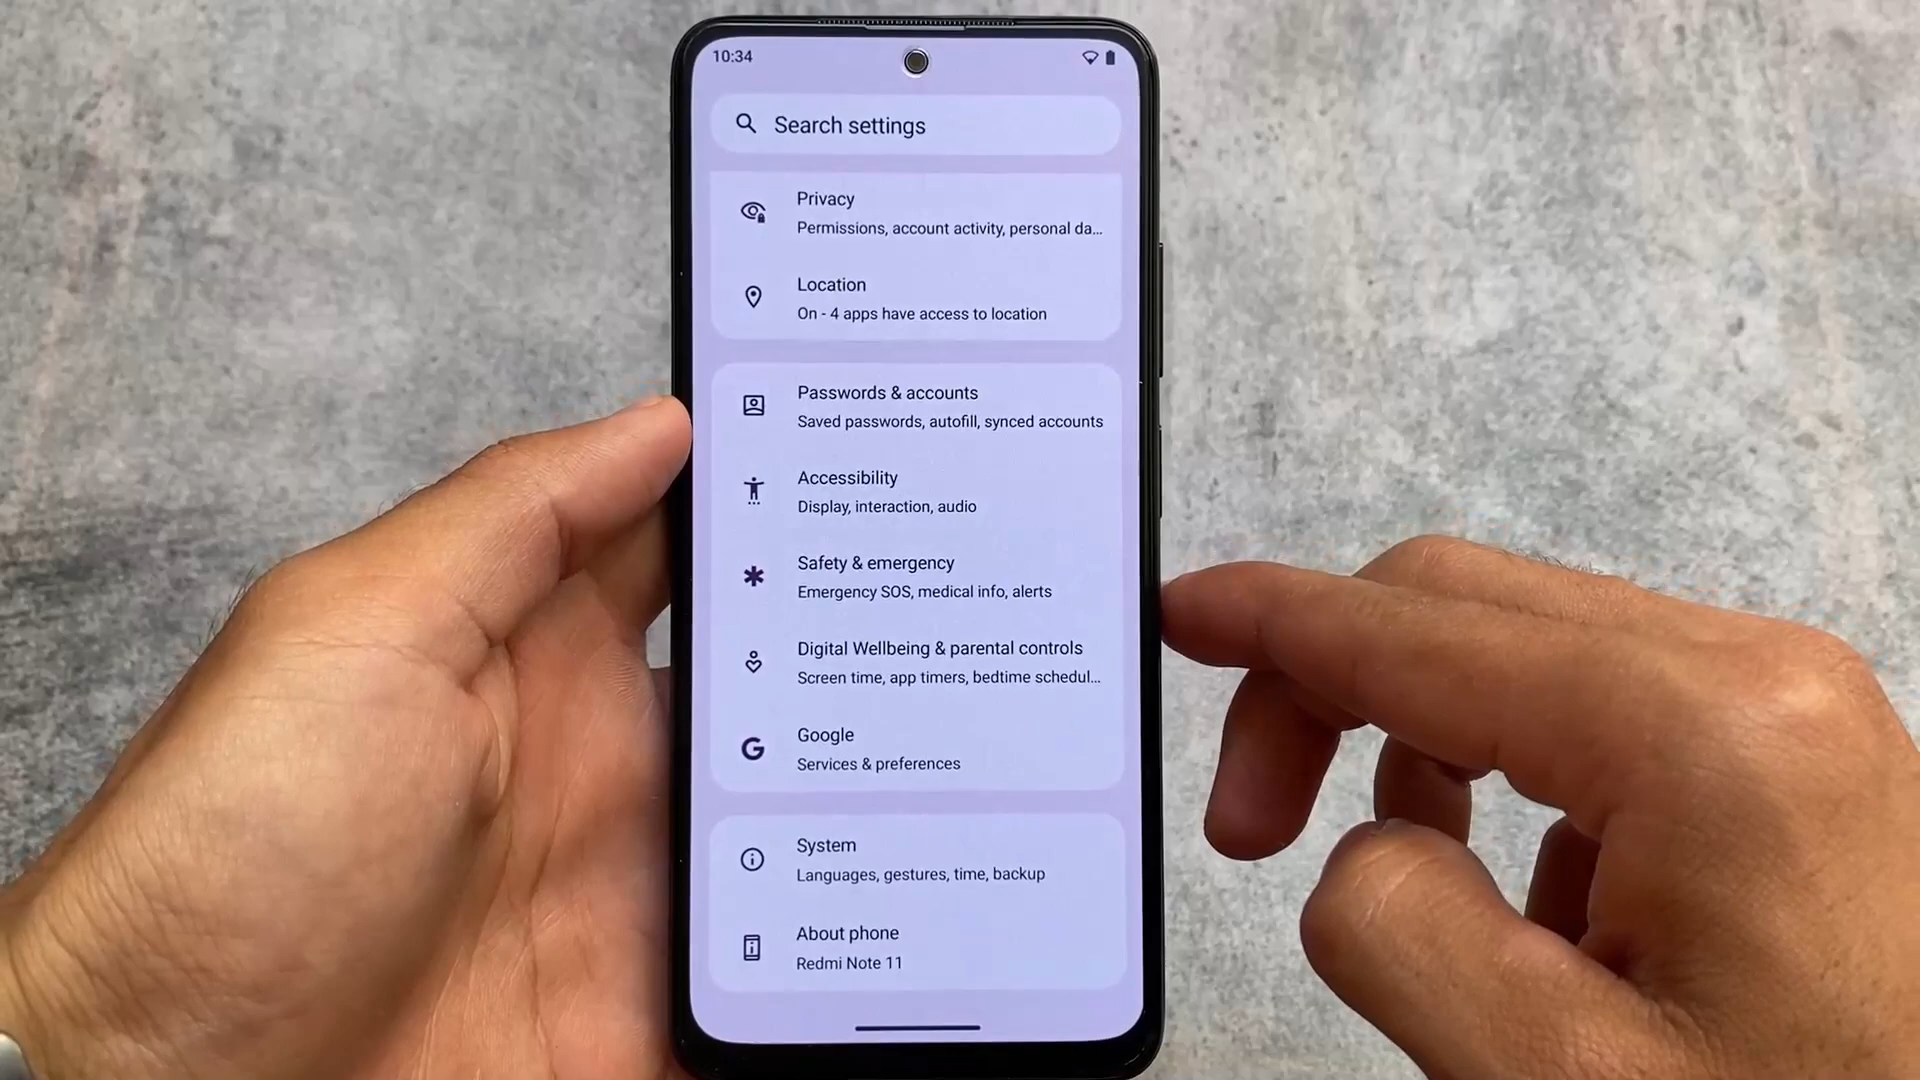 10:34
Search settings
Privacy
Permissions, account activity, personal da...
Location
On - 4 apps have access to location
Passwords & accounts
Saved passwords, autofill, synced accounts
Accessibility
Display, interaction, audio
Safety & emergency
Emergency SOS, medical info, alerts
Digital Wellbeing & parental controls
Screen time, app timers, bedtime schedul...
Google
Services & preferences
System
Languages, gestures, time, backup
About phone
Redmi Note 11